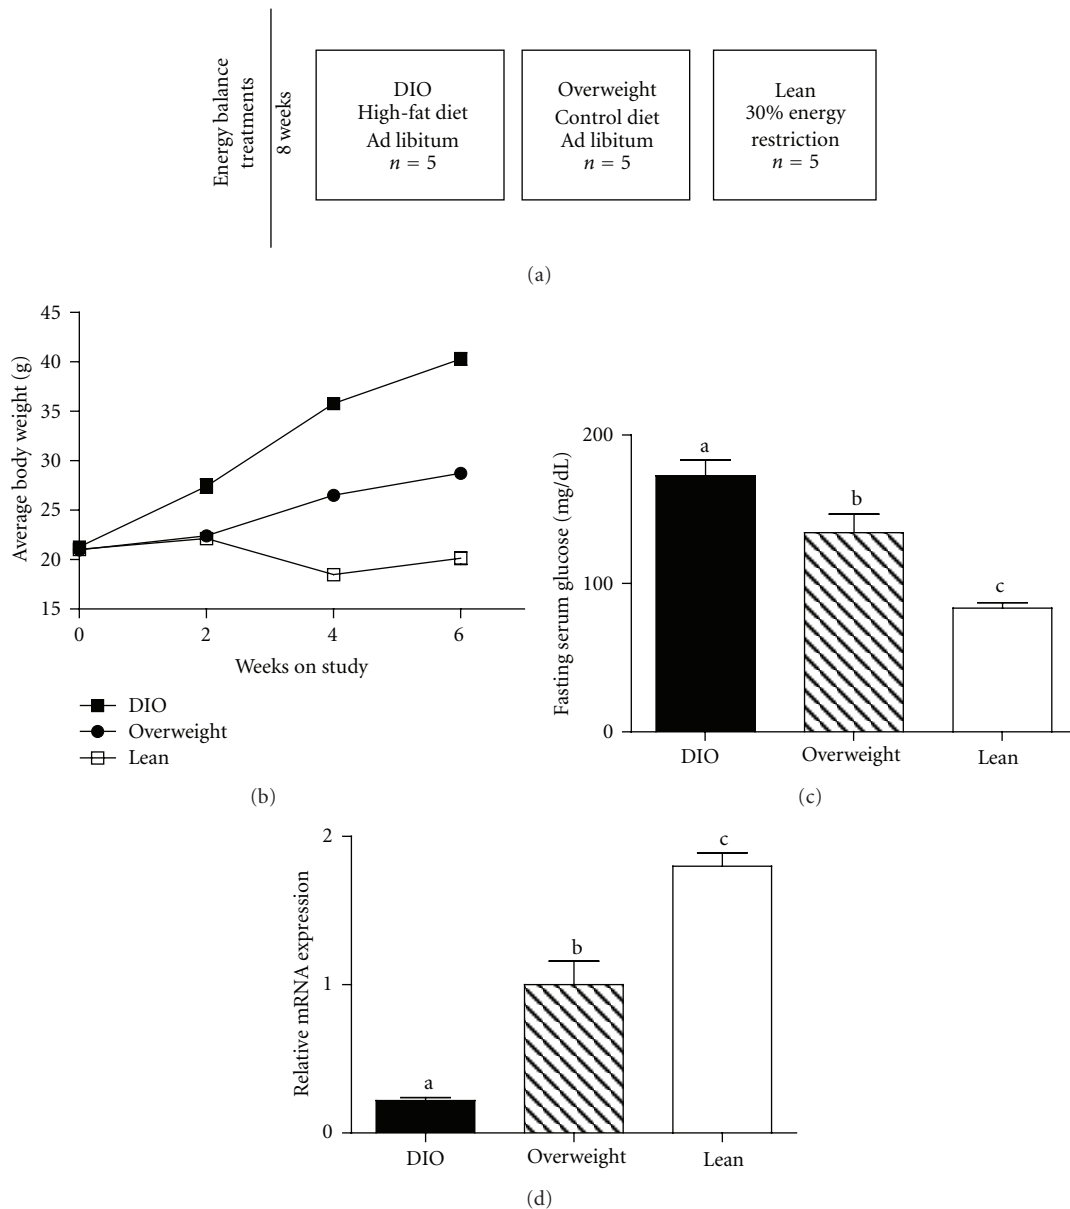 Energy balance
treatments
8 weeks
DIO
High-fat diet
Ad libitum
n = 5
Overweight
Control diet
Ad libitum
n = 5
Lean
30% energy
restriction
n = 5
(a)
Average body weight (g)
45
40
35
30
25
20
15
0
2
4
6
Weeks on study
DIO
Overweight
Lean
(b)
Fasting serum glucose (mg/dL)
200
100
0
a
b
c
DIO
Overweight
Lean
(c)
Relative mRNA expression
2
1
0
a
b
c
DIO
Overweight
Lean
(d)